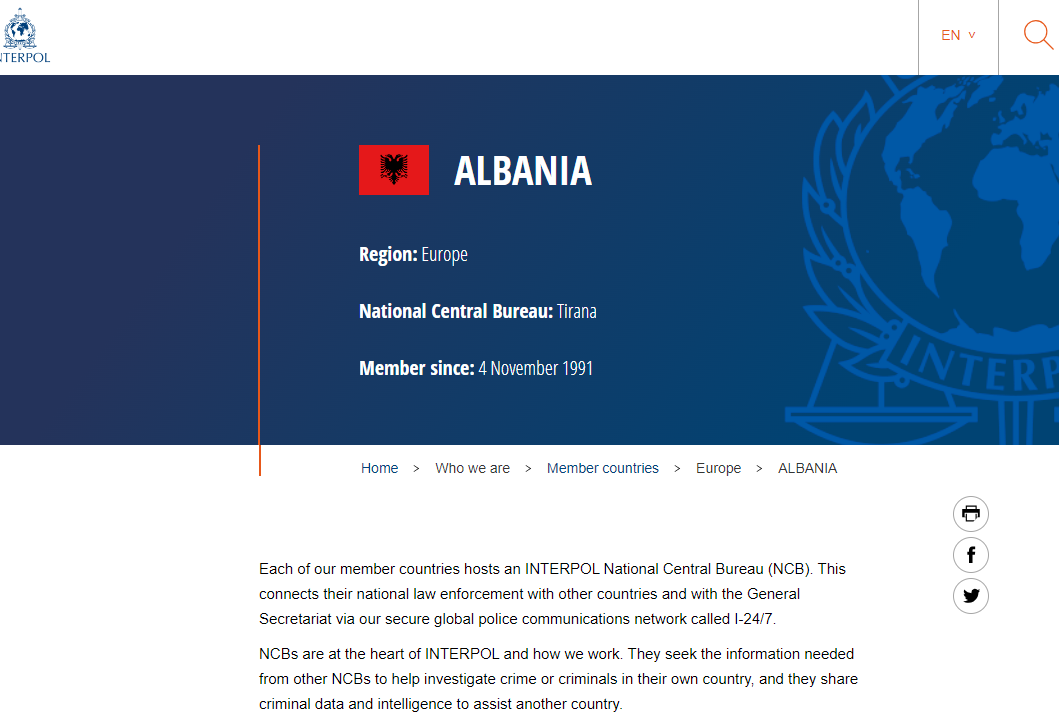 INTERPOL
EN
ALBANIA
Region: Europe
National Central Bureau: Tirana
Member since: 4 November 1991
INTERP
Home > Who we are > Member countries > Europe > ALBANIA
Each of our member countries hosts an INTERPOL National Central Bureau (NCB). This
connects their national law enforcement with other countries and with the General
Secretariat via our secure global police communications network called I-24/7.
NCBs are at the heart of INTERPOL and how we work. They seek the information needed
from other NCBs to help investigate crime or criminals in their own country, and they share
criminal data and intelligence to assist another country.